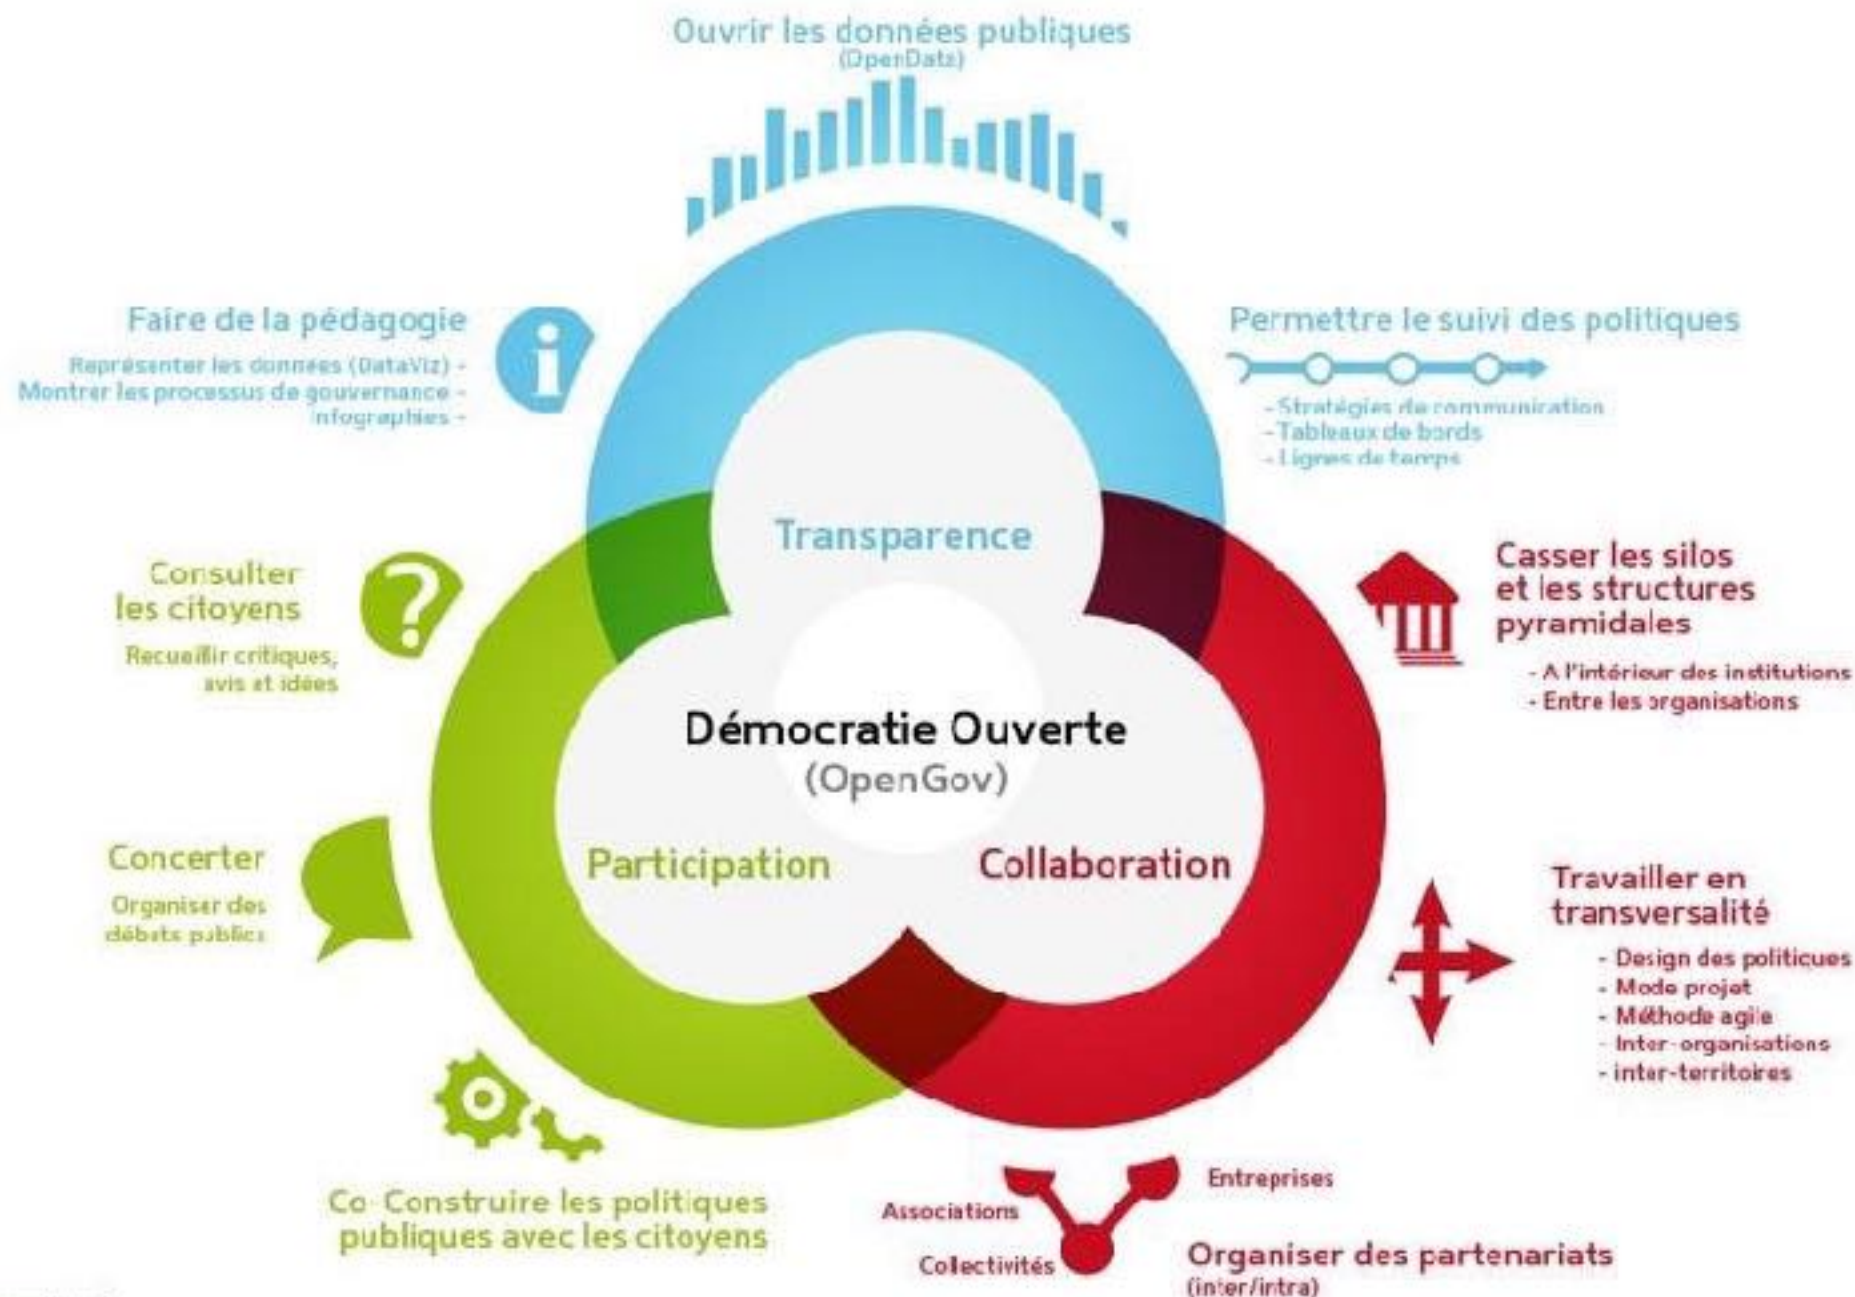 Ouvrir les données publiques
(OpenData)
Faire de la pédagogie
Représenter les données (DataViz) -
Montrer les processus de gouvernance -
Infographies -
Permettre le suivi des politiques
- Stratégies de communication
- Tableaux de bords
- Lignes de temps
Transparence
Consulter
les citoyens
Recueillir critiques,
avis et idées
Casser les silos
et les structures
pyramidales
- A l'intérieur des institutions
- Entre les organisations
Démocratie Ouverte
(OpenGov)
Participation
Collaboration
Concerter
Organiser des
débats publics
Travailler en
transversalité
- Design des politiques
- Mode projet
- Méthode agile
- Inter-organisations
- inter-territoires
Co-Construire les politiques
publiques avec les citoyens
Entreprises
Associations
Collectivités
Organiser des partenariats
(inter/intra)